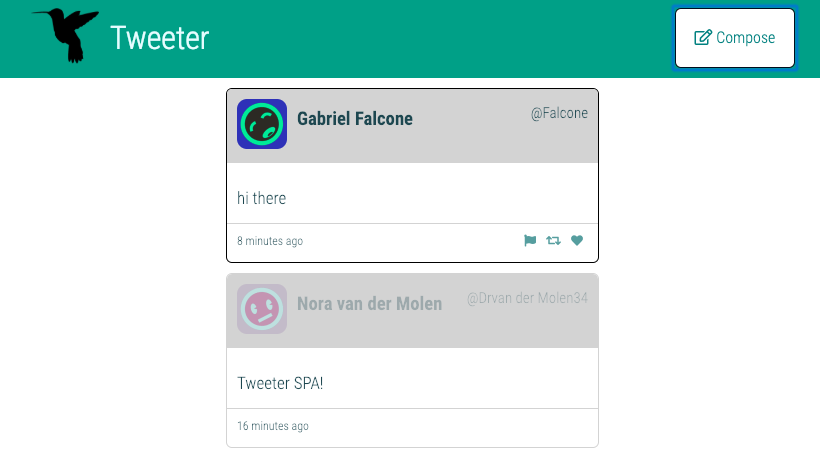 Tweeter
Compose
Gabriel Falcone
@Falcone
hi there
8 minutes ago
Nora van der Molen
@Drvan der Molen34
Tweeter SPA!
16 minutes ago